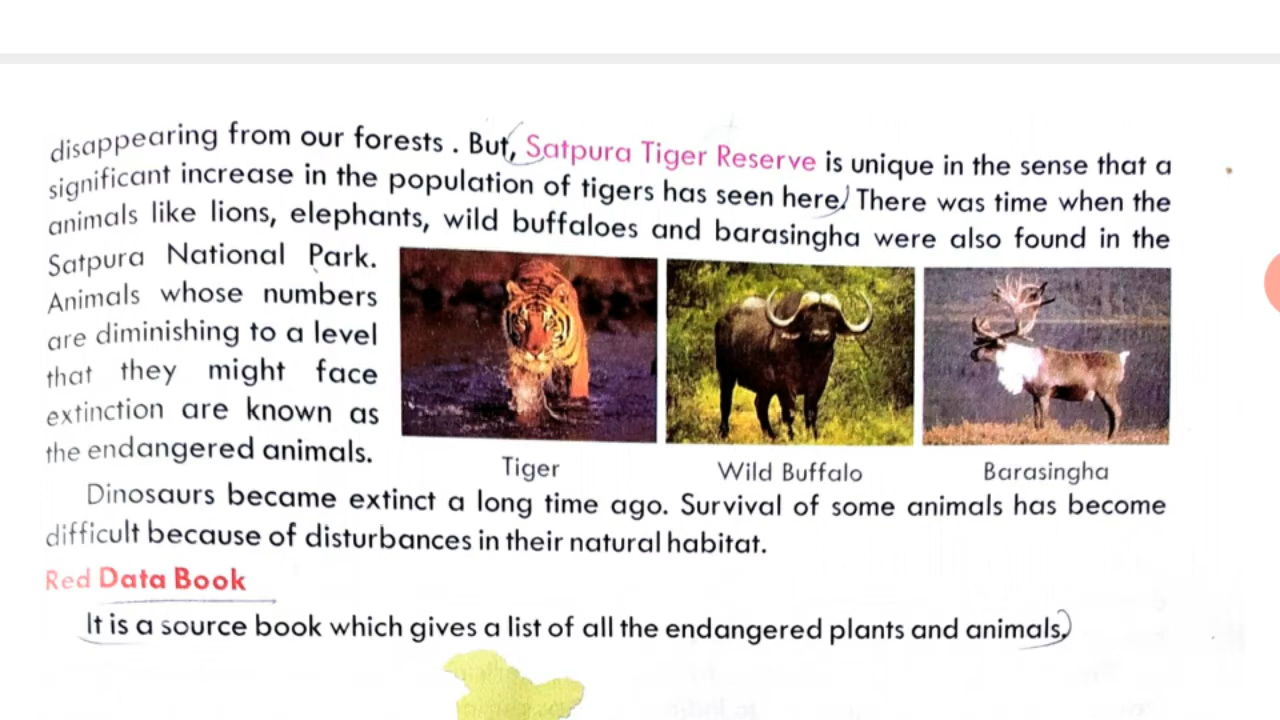 disappearing from our forests . But, Satpura Tiger Reserve is unique in the sense that a
significant increase in the population of tigers has seen here. There was time when the
animals like lions, elephants, wild buffaloes and barasingha were also found in the
Satpura National Park.
Animals whose numbers
are diminishing to a level
that they might face
extinction are known as
the endangered animals.
Tiger
Wild Buffalo
Barasingha
Dinosaurs became extinct a long time ago. Survival of some animals has become
difficult because of disturbances in their natural habitat.
Red Data Book
It is a source book which gives a list of all the endangered plants and animals.